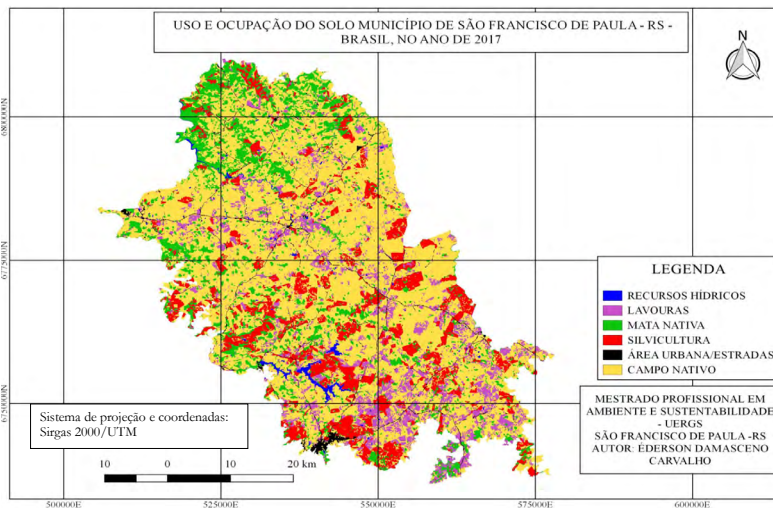 USO E OCUPAÇÃO DO SOLO MUNICÍPIO DE SÃO FRANCISCO DE PAULA - RS -
BRASIL, NO ANO DE 2017
N
6800000N
6775000N
6750000N
LEGENDA
RECURSOS HÍDRICOS
LAVOURAS
MATA NATIVA
SILVICULTURA
ÁREA URBANA/ESTRADAS
CAMPO NATIVO
MESTRADO PROFISSIONAL EM
AMBIENTE E SUSTENTABILIDADE
- UERGS
SÃO FRANCISCO DE PAULA -RS
AUTOR: ÉDERSON DAMASCENO
CARVALHO
Sistema de projeção e coordenadas:
Sirgas 2000/UTM
10 0 10 20 km
500000E 525000E 550000E 575000E 600000E